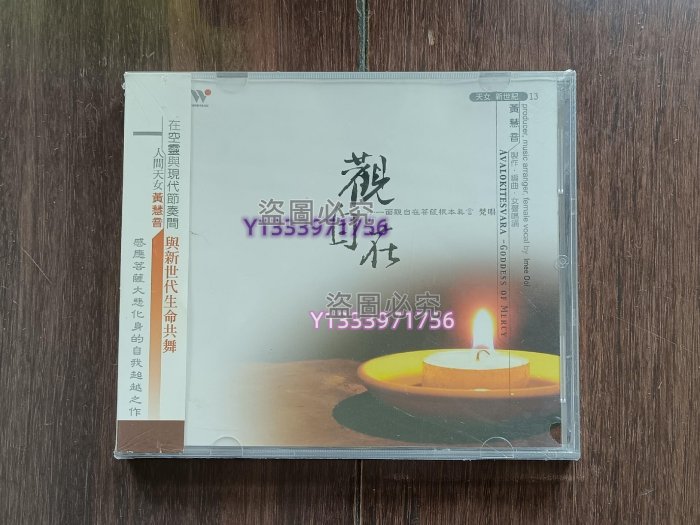 在空靈與現代節奏間
人間天女黃慧音
與新世代生命共舞
感應菩薩大悲化身的自我超越之作
天女 新世紀 13
觀自在
一面觀自在菩薩根本真言 梵唱
黃慧音/製作·編曲·女聲唱誦
producer, music arranger, female vocal by Imee Ooi
AVALOKITESVARA - GODDESS OF MERCY
盜圖必究
YT333971756
盜圖必究
YT333971756